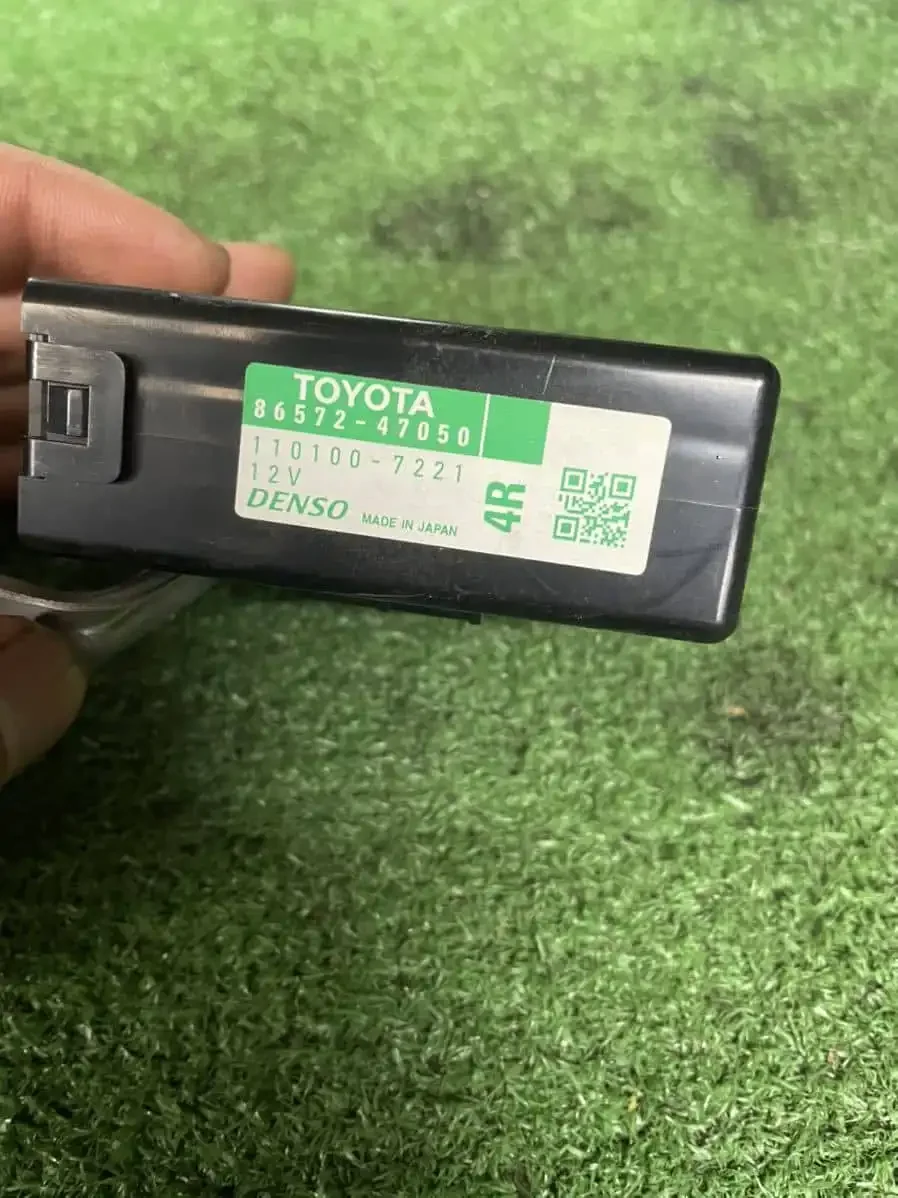 TOYOTA
86572-47050
110100-7221
12V
DENSO MADE IN JAPAN
4R